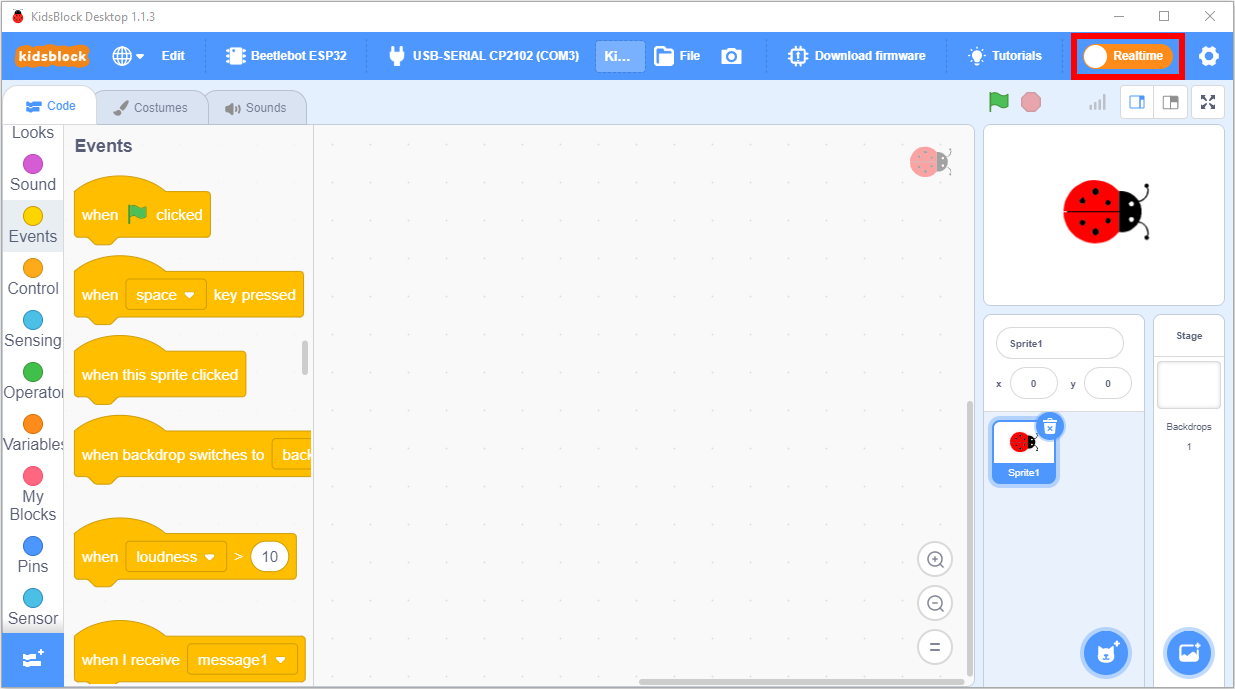 KidsBlock Desktop 1.1.3
kidsblock
Edit
Beetlebot ESP32
USB-SERIAL CP2102 (COM3)
Ki...
File
Download firmware
Tutorials
Realtime
Code
Costumes
Sounds
Looks
Sound
Events
Control
Sensing
Operator
Variables
My
Blocks
Pins
Sensor
Events
when clicked
when space key pressed
when this sprite clicked
when backdrop switches to back
when loudness > 10
when I receive message1
Sprite1
x 0 y 0
Sprite1
Stage
Backdrops
1